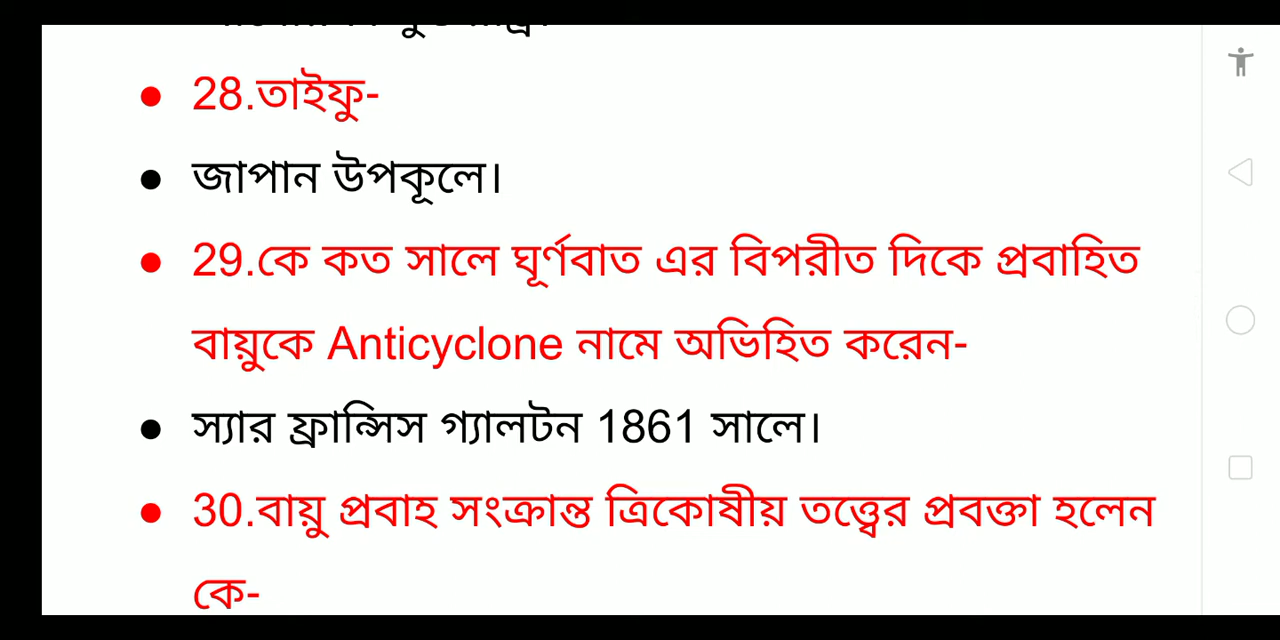 28.তাইফু-
জাপান উপকূলে।
29.কে কত সালে ঘূর্ণবাত এর বিপরীত দিকে প্রবাহিত
বায়ুকে Anticyclone নামে অভিহিত করেন-
স্যার ফ্রান্সিস গ্যালটন 1861 সালে।
30.বায়ু প্রবাহ সংক্রান্ত ত্রিকোষীয় তত্ত্বের প্রবক্তা হলেন
কে-